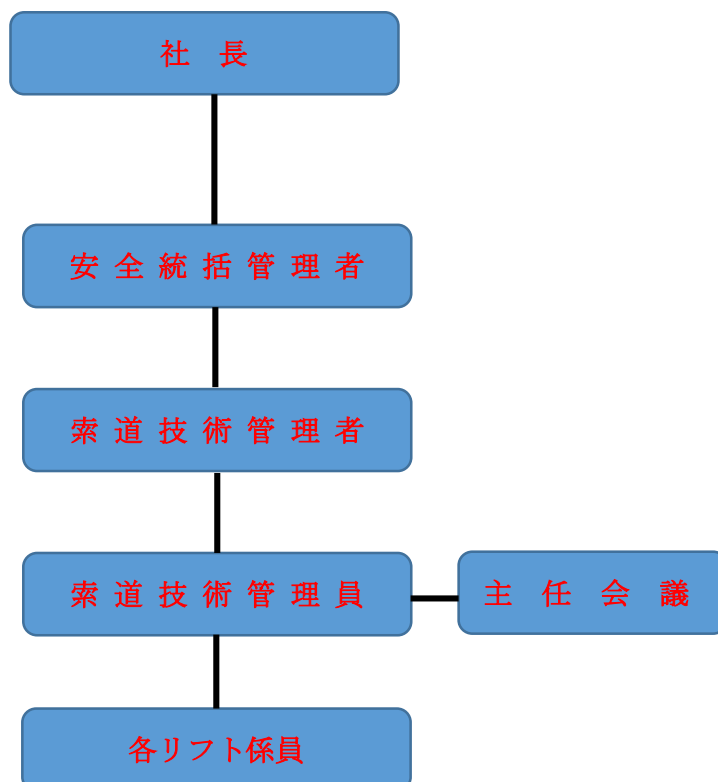 社　長
安 全 統 括 管 理 者
索 道 技 術 管 理 者
索 道 技 術 管 理 員
主　任　会　議
各リフト係員